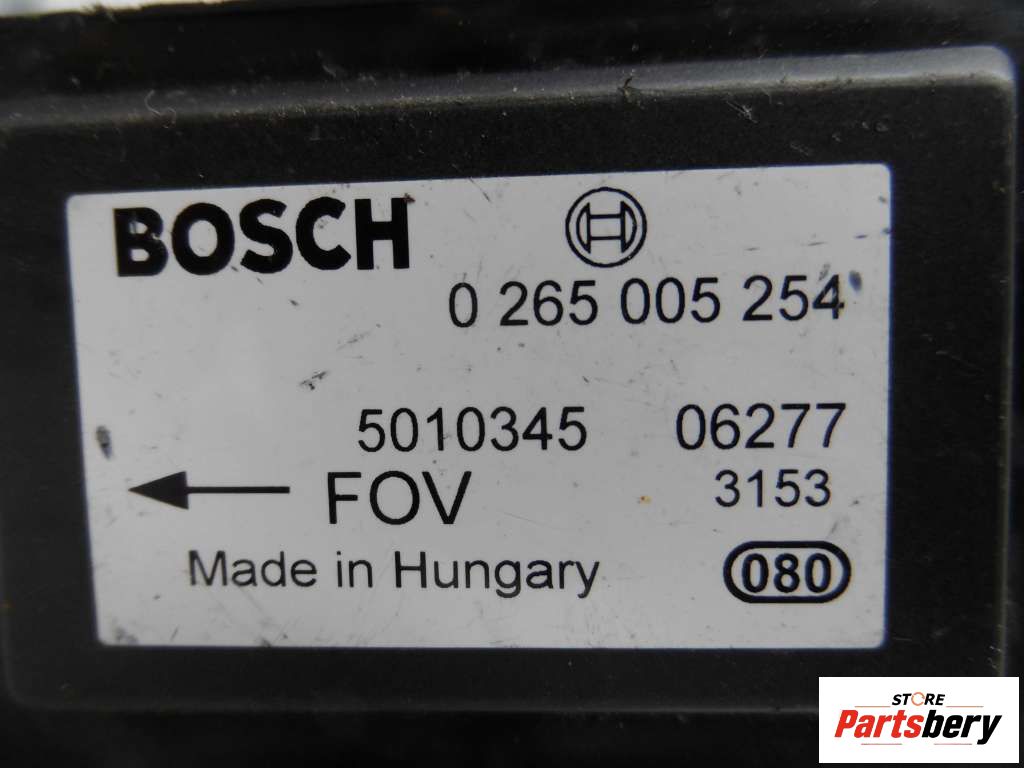 BOSCH
0 265 005 254
5010345 06277
FOV 3153
Made in Hungary 080
STORE
Partsbery